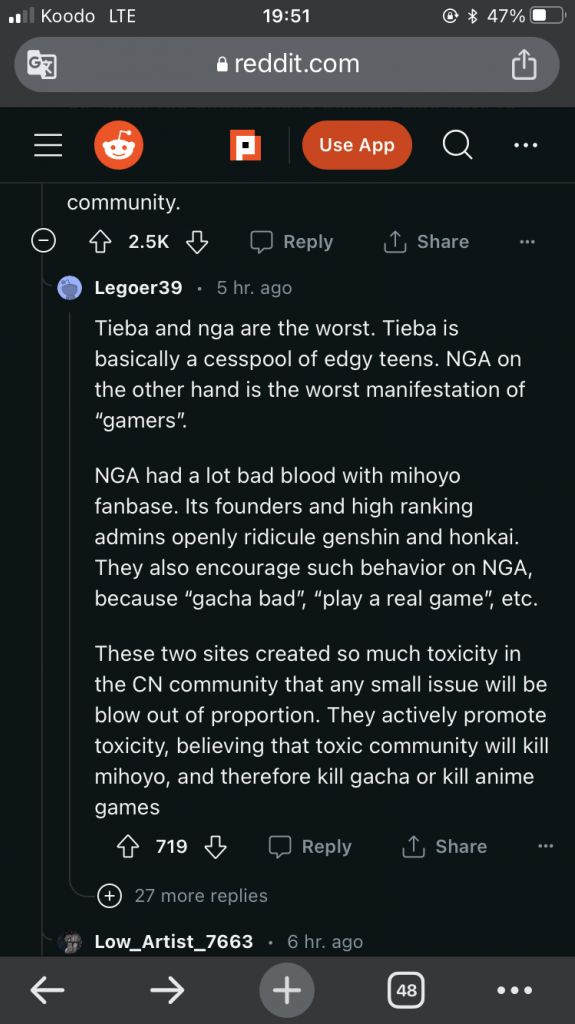 Koodo LTE 19:51 47%
reddit.com
Use App
community.
2.5K Reply Share
Legoer39 · 5 hr. ago
Tieba and nga are the worst. Tieba is
basically a cesspool of edgy teens. NGA on
the other hand is the worst manifestation of
“gamers”.
NGA had a lot bad blood with mihoyo
fanbase. Its founders and high ranking
admins openly ridicule genshin and honkai.
They also encourage such behavior on NGA,
because “gacha bad”, “play a real game”, etc.
These two sites created so much toxicity in
the CN community that any small issue will be
blow out of proportion. They actively promote
toxicity, believing that toxic community will kill
mihoyo, and therefore kill gacha or kill anime
games
719 Reply Share
27 more replies
Low_Artist_7663 · 6 hr. ago
48